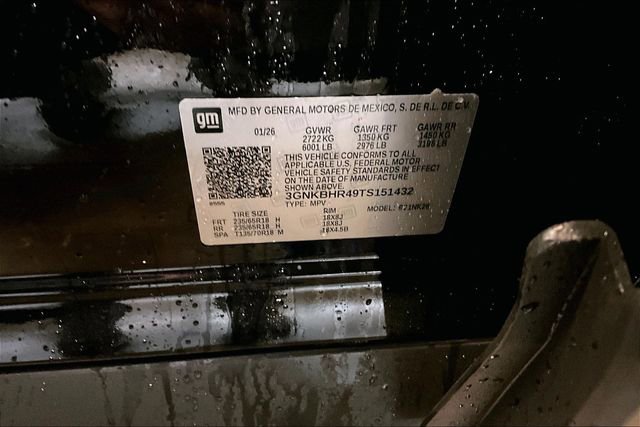 gm
MFD BY GENERAL MOTORS DE MEXICO, S. DE R.L. DE C.V.
01/26 GVWR GAWR FRT GAWR RR
2722 KG 1350 KG 1450 KG
6001 LB 2976 LB 3196 LB
THIS VEHICLE CONFORMS TO ALL
APPLICABLE U.S. FEDERAL MOTOR
VEHICLE SAFETY STANDARDS IN EFFECT
ON THE DATE OF MANUFACTURE
SHOWN ABOVE.
3GNKBHR49TS151432
TYPE: MPV MODEL:
TIRE SIZE RIM
FRT 235/65R18 H 18X8J
RR 235/65R18 H 18X8J
SPA T135/70R18 M 18X4.5B